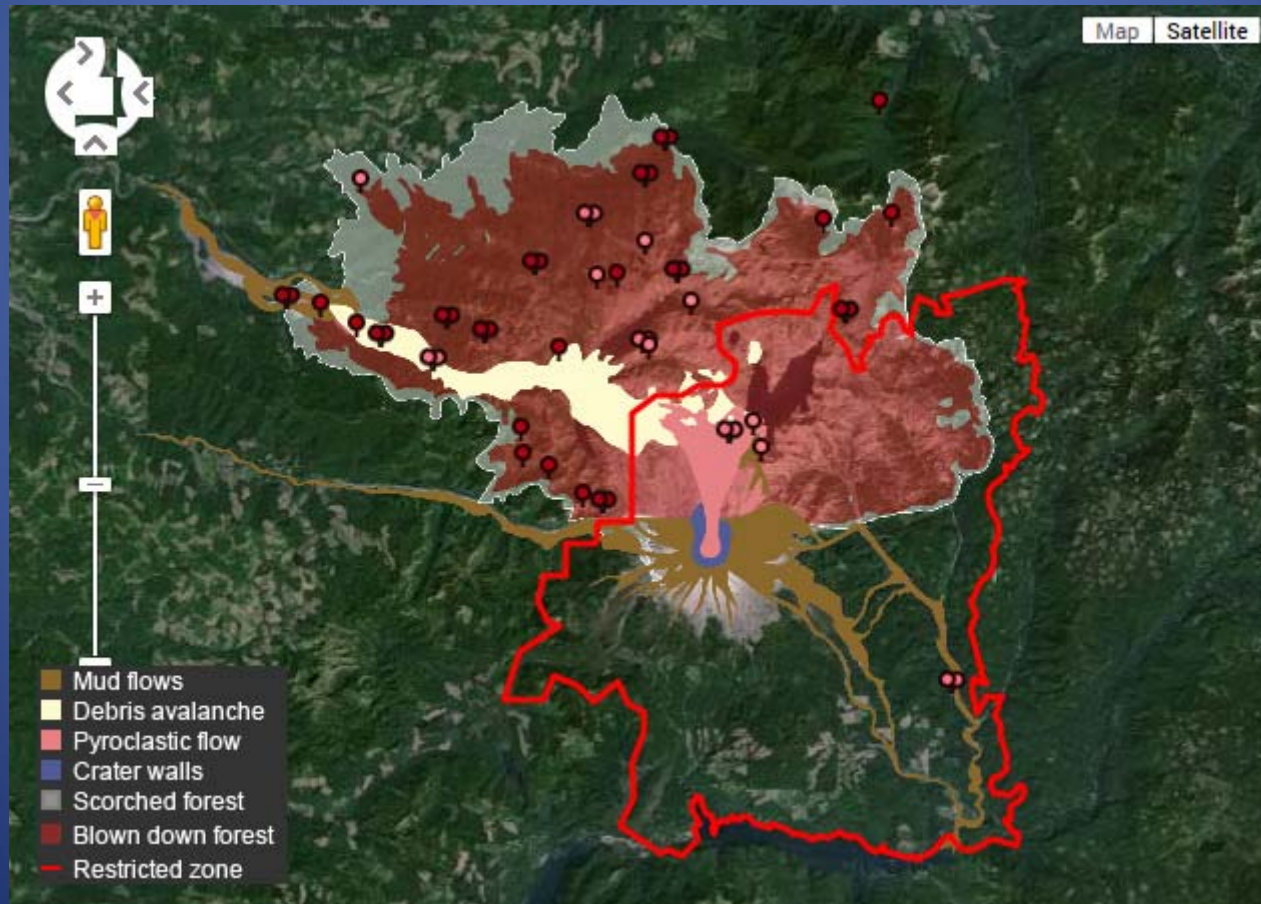 Map Satellite
Mud flows
Debris avalanche
Pyroclastic flow
Crater walls
Scorched forest
Blown down forest
Restricted zone